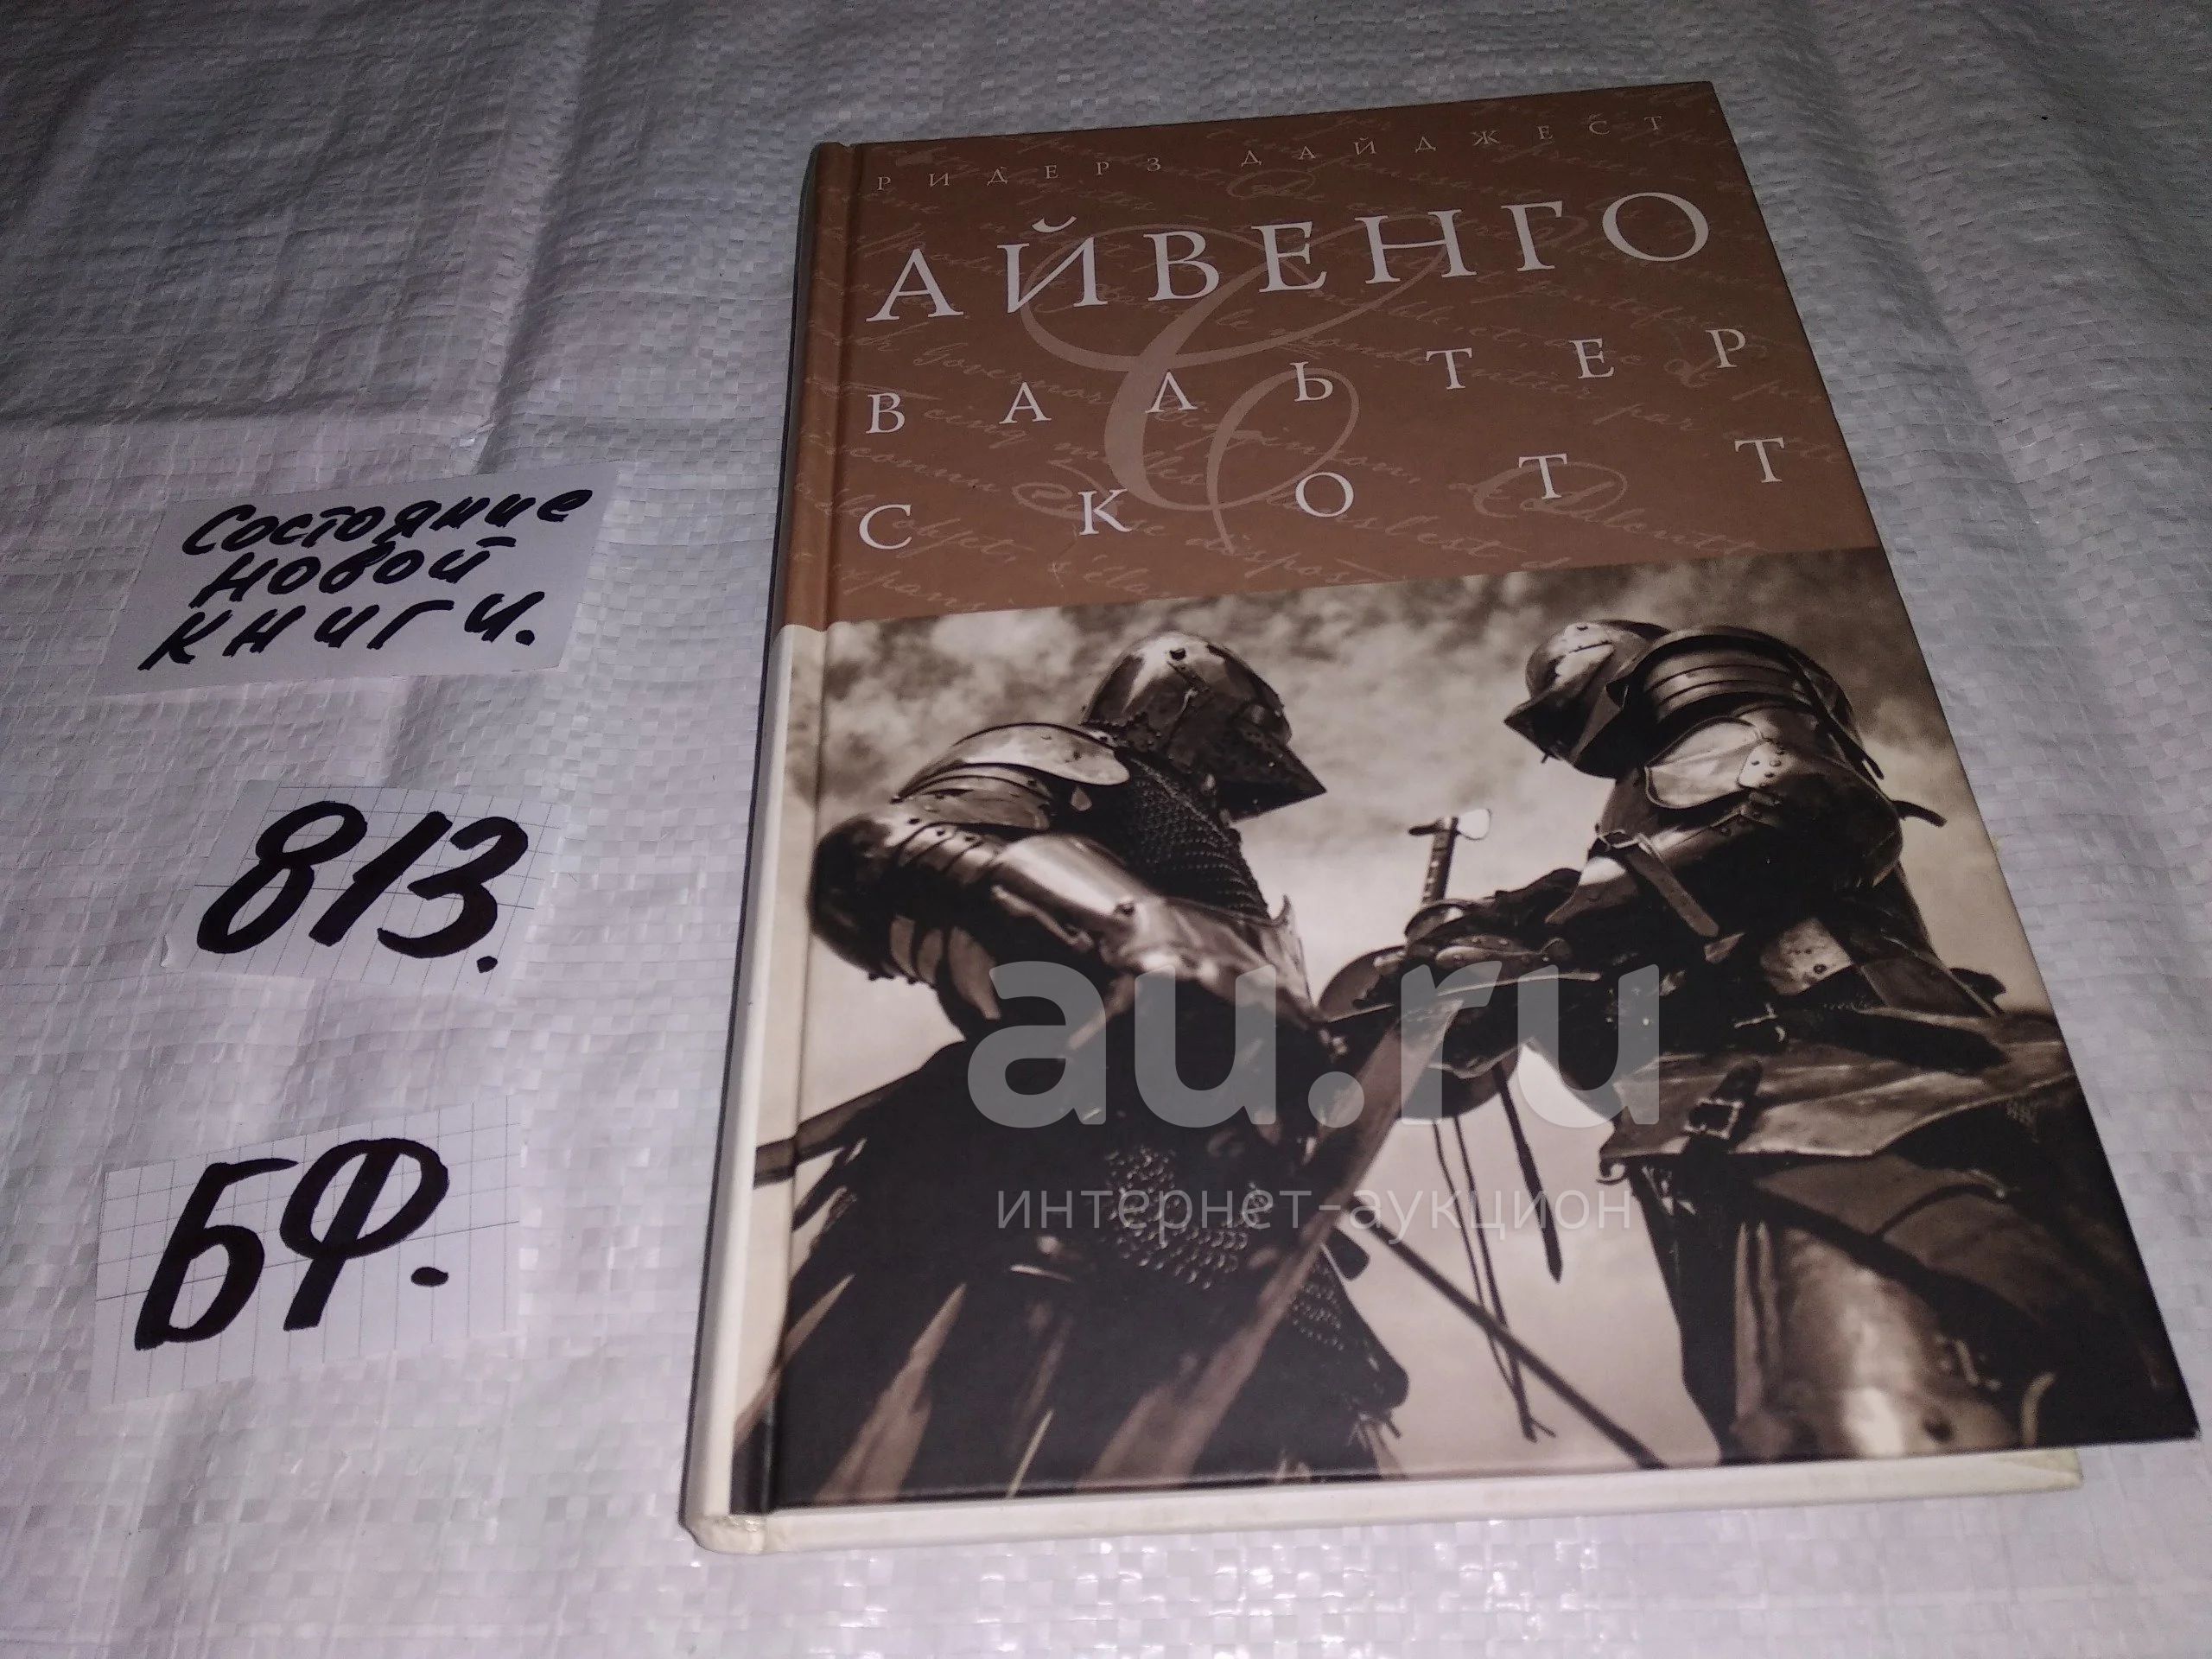 РИДЕРЗ ДАЙДЖЕСТ
АЙВЕНГО
ВАЛЬТЕР
СКОТТ
Состояние
новой
книги.
813.
БФ.
au.ru
интернет-аукцион